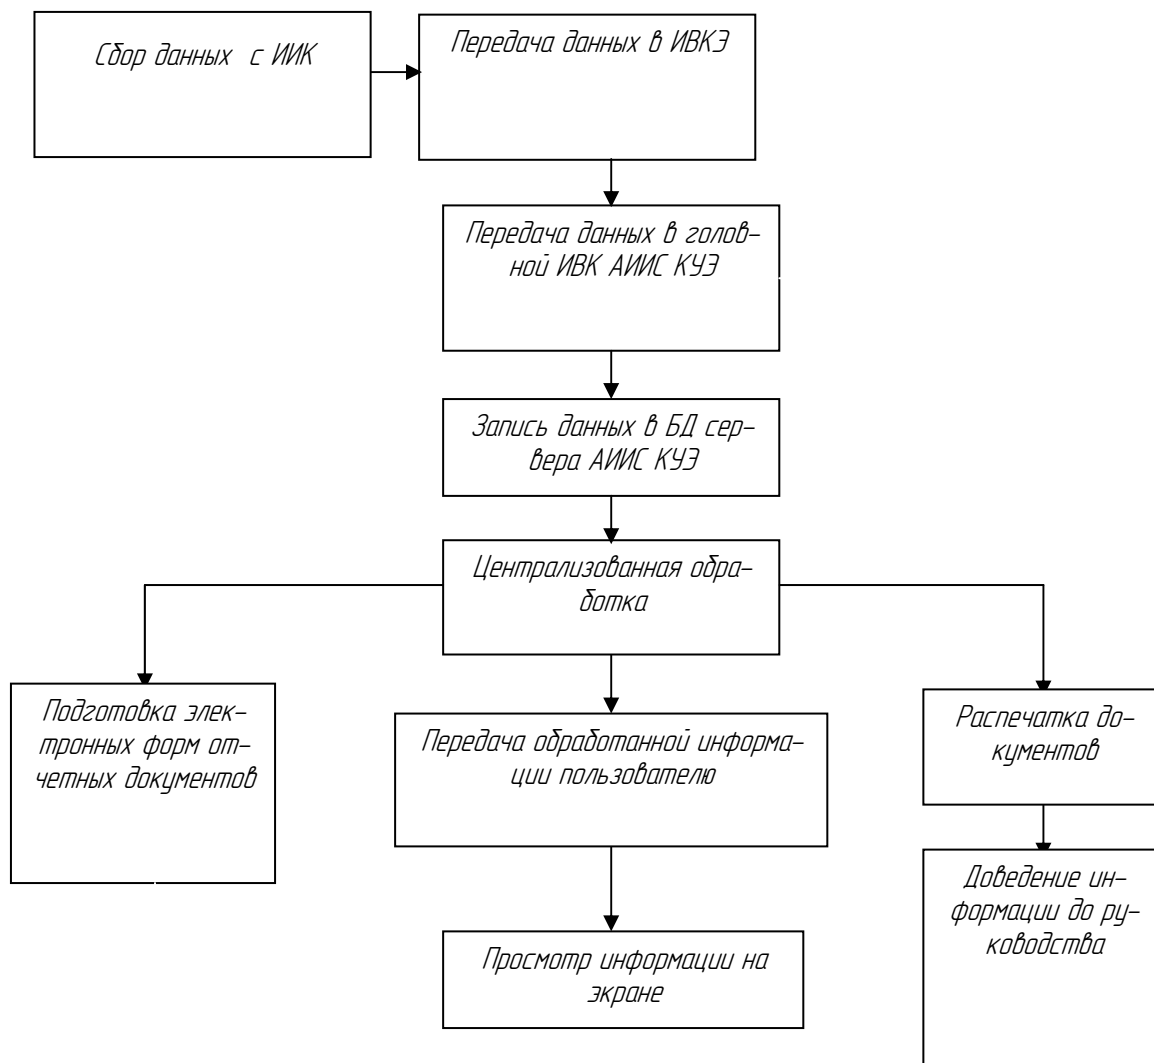 Сбор данных с ИИК
Передача данных в ИВКЭ
Передача данных в голов-
ной ИВК АИИС КУЭ
Запись данных в БД сер-
вера АИИС КУЭ
Централизованная обра-
ботка
Подготовка элек-
тронных форм от-
четных документов
Передача обработанной информа-
ции пользователю
Распечатка до-
кументов
Просмотр информации на
экране
Доведение ин-
формации до ру-
ководства